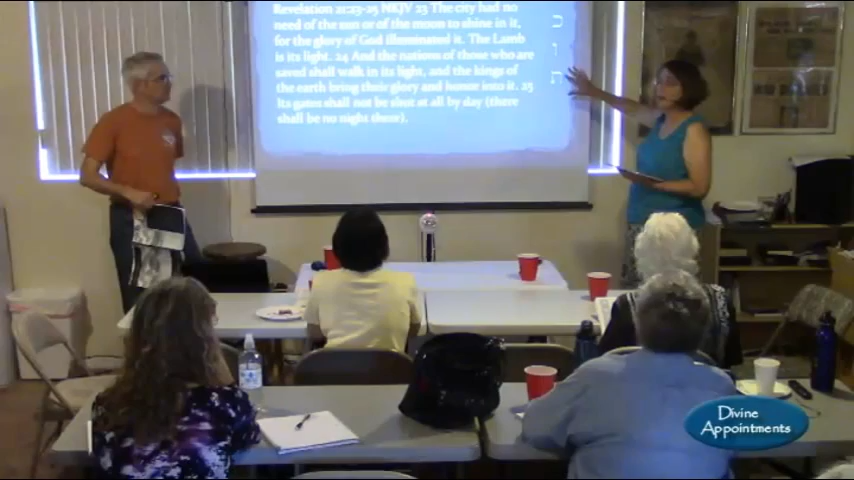 Revelation 21:23-25 NKJV 23 The city had no
need of the sun or of the moon to shine in it,
for the glory of God illuminated it. The Lamb
is its light. 24 And the nations of those who are
saved shall walk in its light, and the kings of
the earth bring their glory and honor into it. 25
Its gates shall not be shut at all by day (there
shall be no night there).
כ
ו
ת
Divine
Appointments